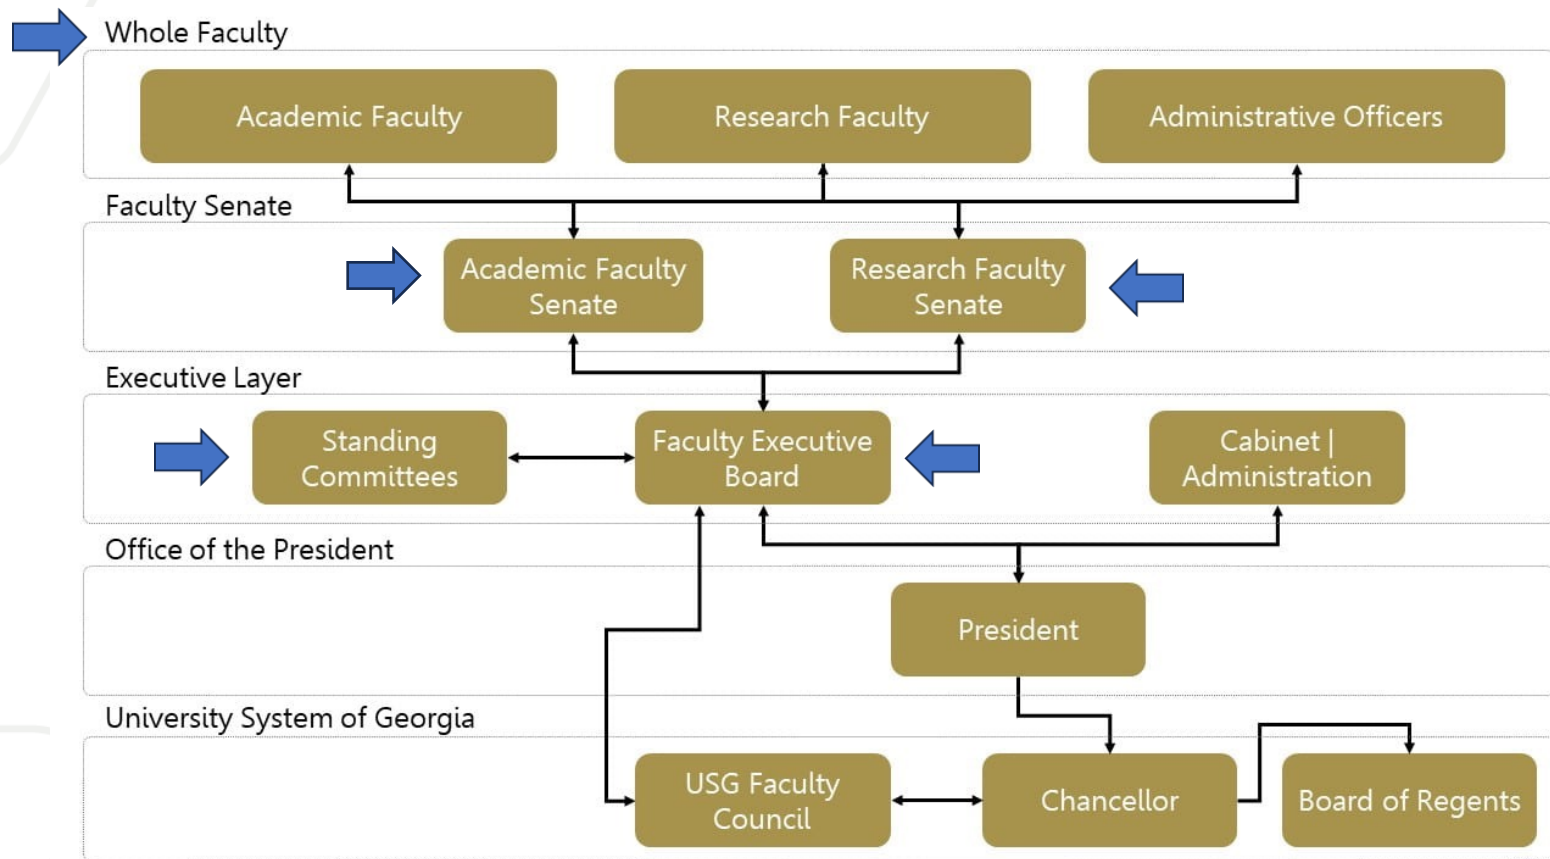 Whole Faculty
Academic Faculty
Research Faculty
Administrative Officers
Faculty Senate
Academic Faculty
Senate
Research Faculty
Senate
Executive Layer
Standing
Committees
Faculty Executive
Board
Cabinet |
Administration
Office of the President
President
University System of Georgia
USG Faculty
Council
Chancellor
Board of Regents